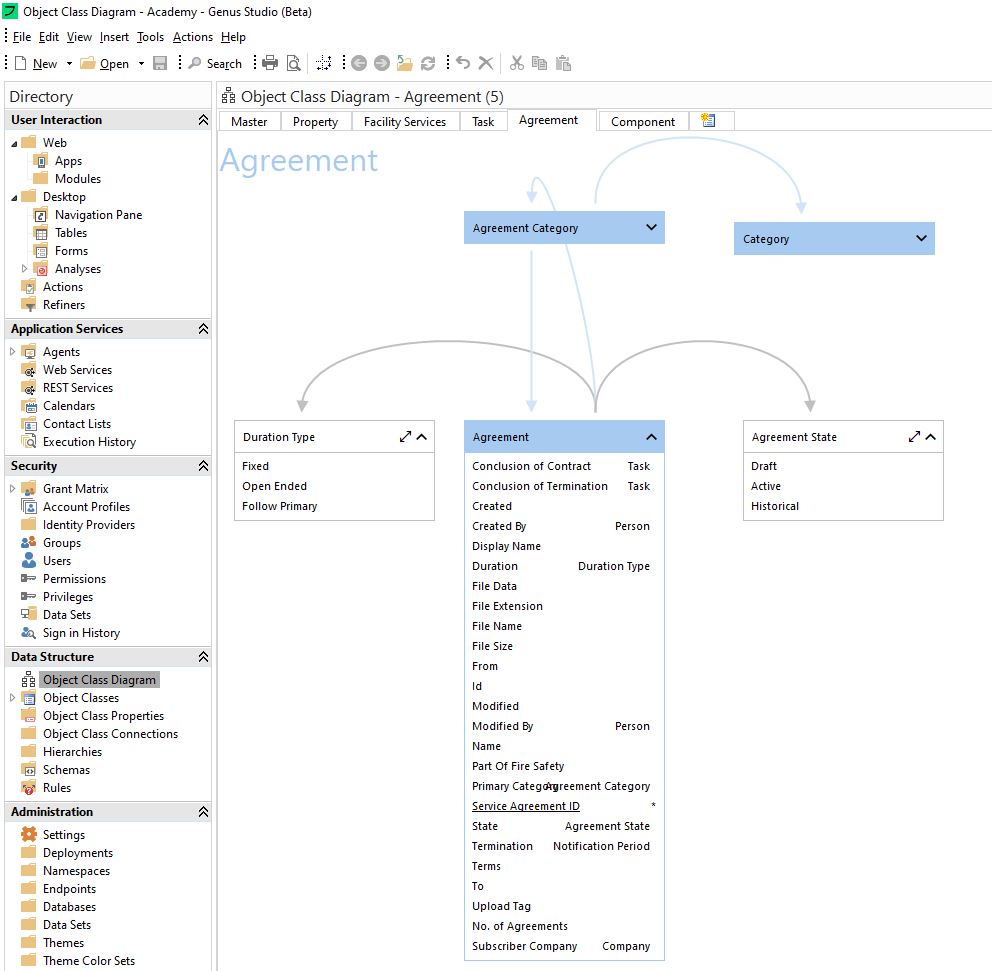 Object Class Diagram - Academy - Genus Studio (Beta)
File Edit View Insert Tools Actions Help
New Open Search
Directory
User Interaction
Web
Apps
Modules
Desktop
Navigation Pane
Tables
Forms
Analyses
Actions
Refiners
Application Services
Agents
Web Services
REST Services
Calendars
Contact Lists
Execution History
Security
Grant Matrix
Account Profiles
Identity Providers
Groups
Users
Permissions
Privileges
Data Sets
Sign in History
Data Structure
Object Class Diagram
Object Classes
Object Class Properties
Object Class Connections
Hierarchies
Schemas
Rules
Administration
Settings
Deployments
Namespaces
Endpoints
Databases
Data Sets
Themes
Theme Color Sets
Object Class Diagram - Agreement (5)
Master Property Facility Services Task Agreement Component
Agreement
Agreement Category
Category
Duration Type
Fixed
Open Ended
Follow Primary
Agreement
Conclusion of Contract Task
Conclusion of Termination Task
Created
Created By Person
Display Name
Duration Duration Type
File Data
File Extension
File Name
File Size
From
Id
Modified
Modified By Person
Name
Part Of Fire Safety
Primary Category Agreement Category
Service Agreement ID *
State Agreement State
Termination Notification Period
Terms
To
Upload Tag
No. of Agreements
Subscriber Company Company
Agreement State
Draft
Active
Historical